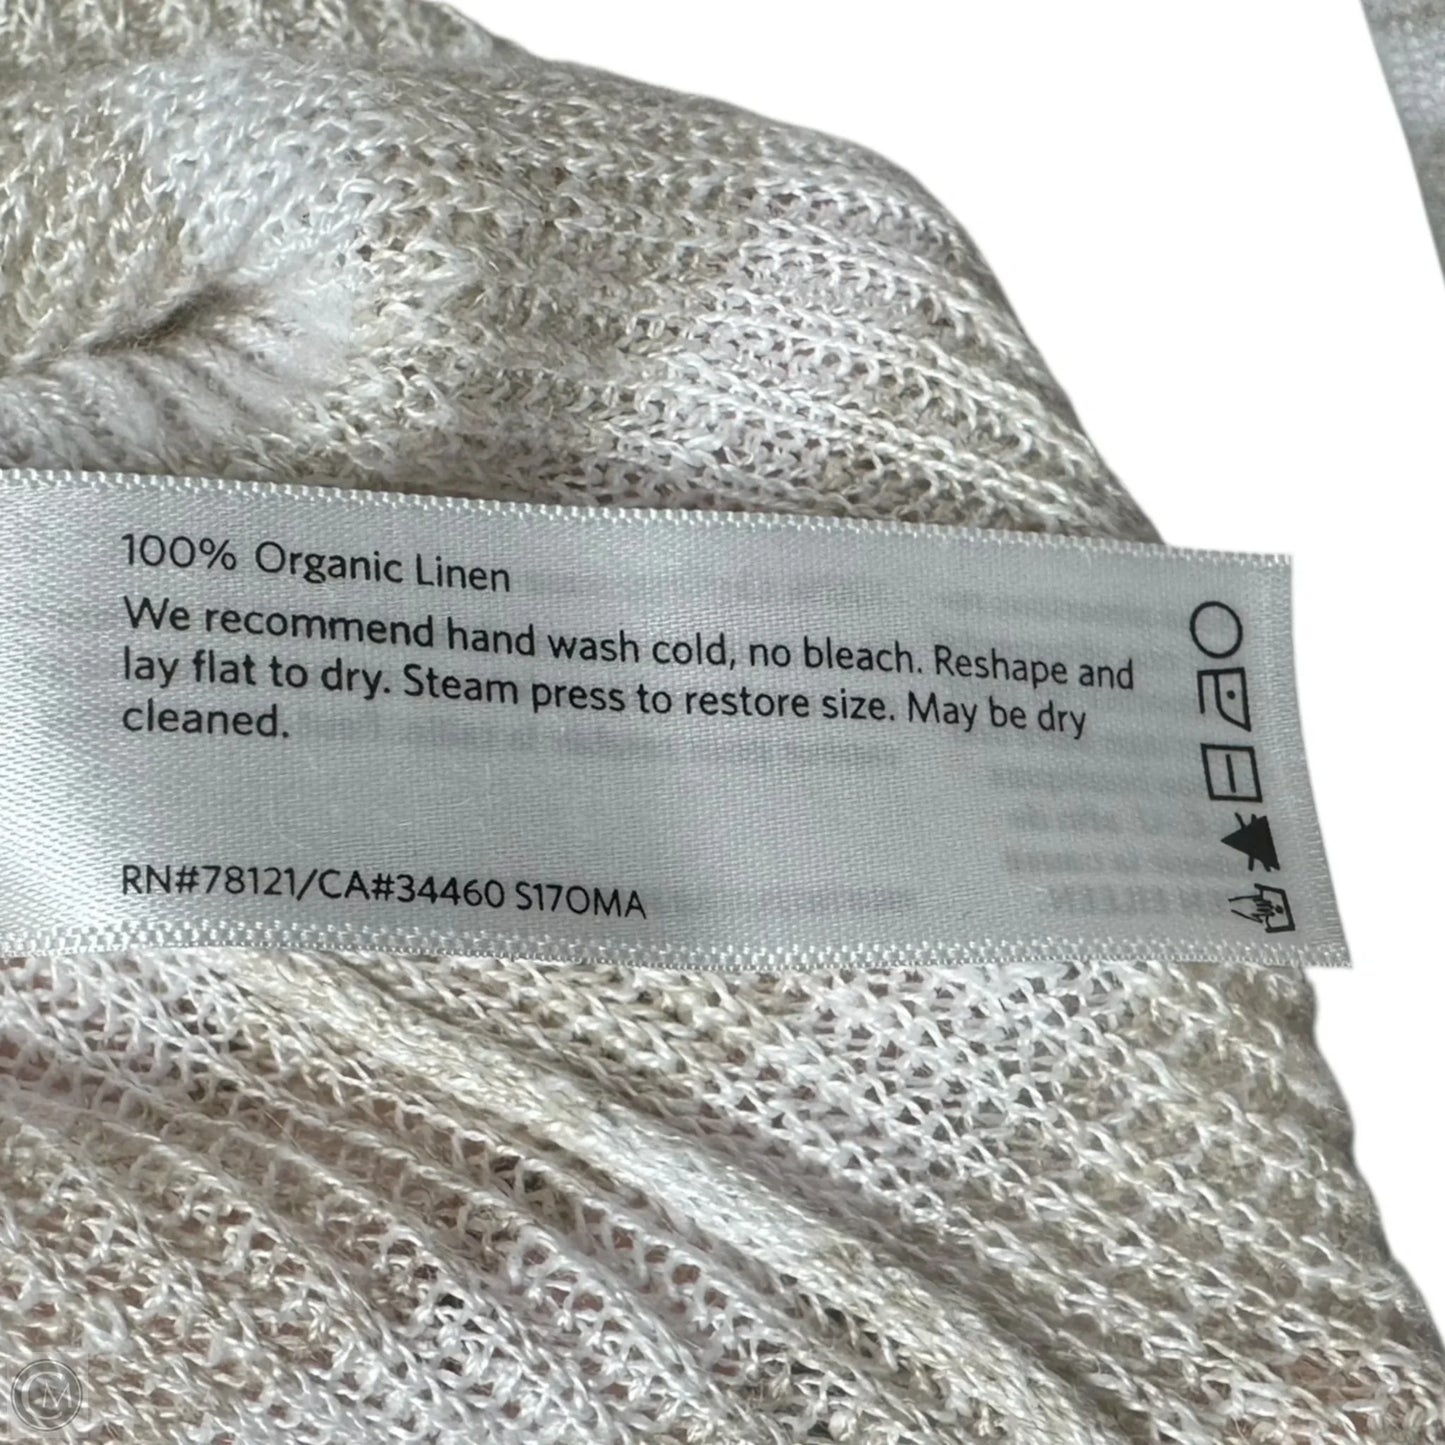 100% Organic Linen
We recommend hand wash cold, no bleach. Reshape and
lay flat to dry. Steam press to restore size. May be dry
cleaned.
RN#78121/CA#34460 S17OMA